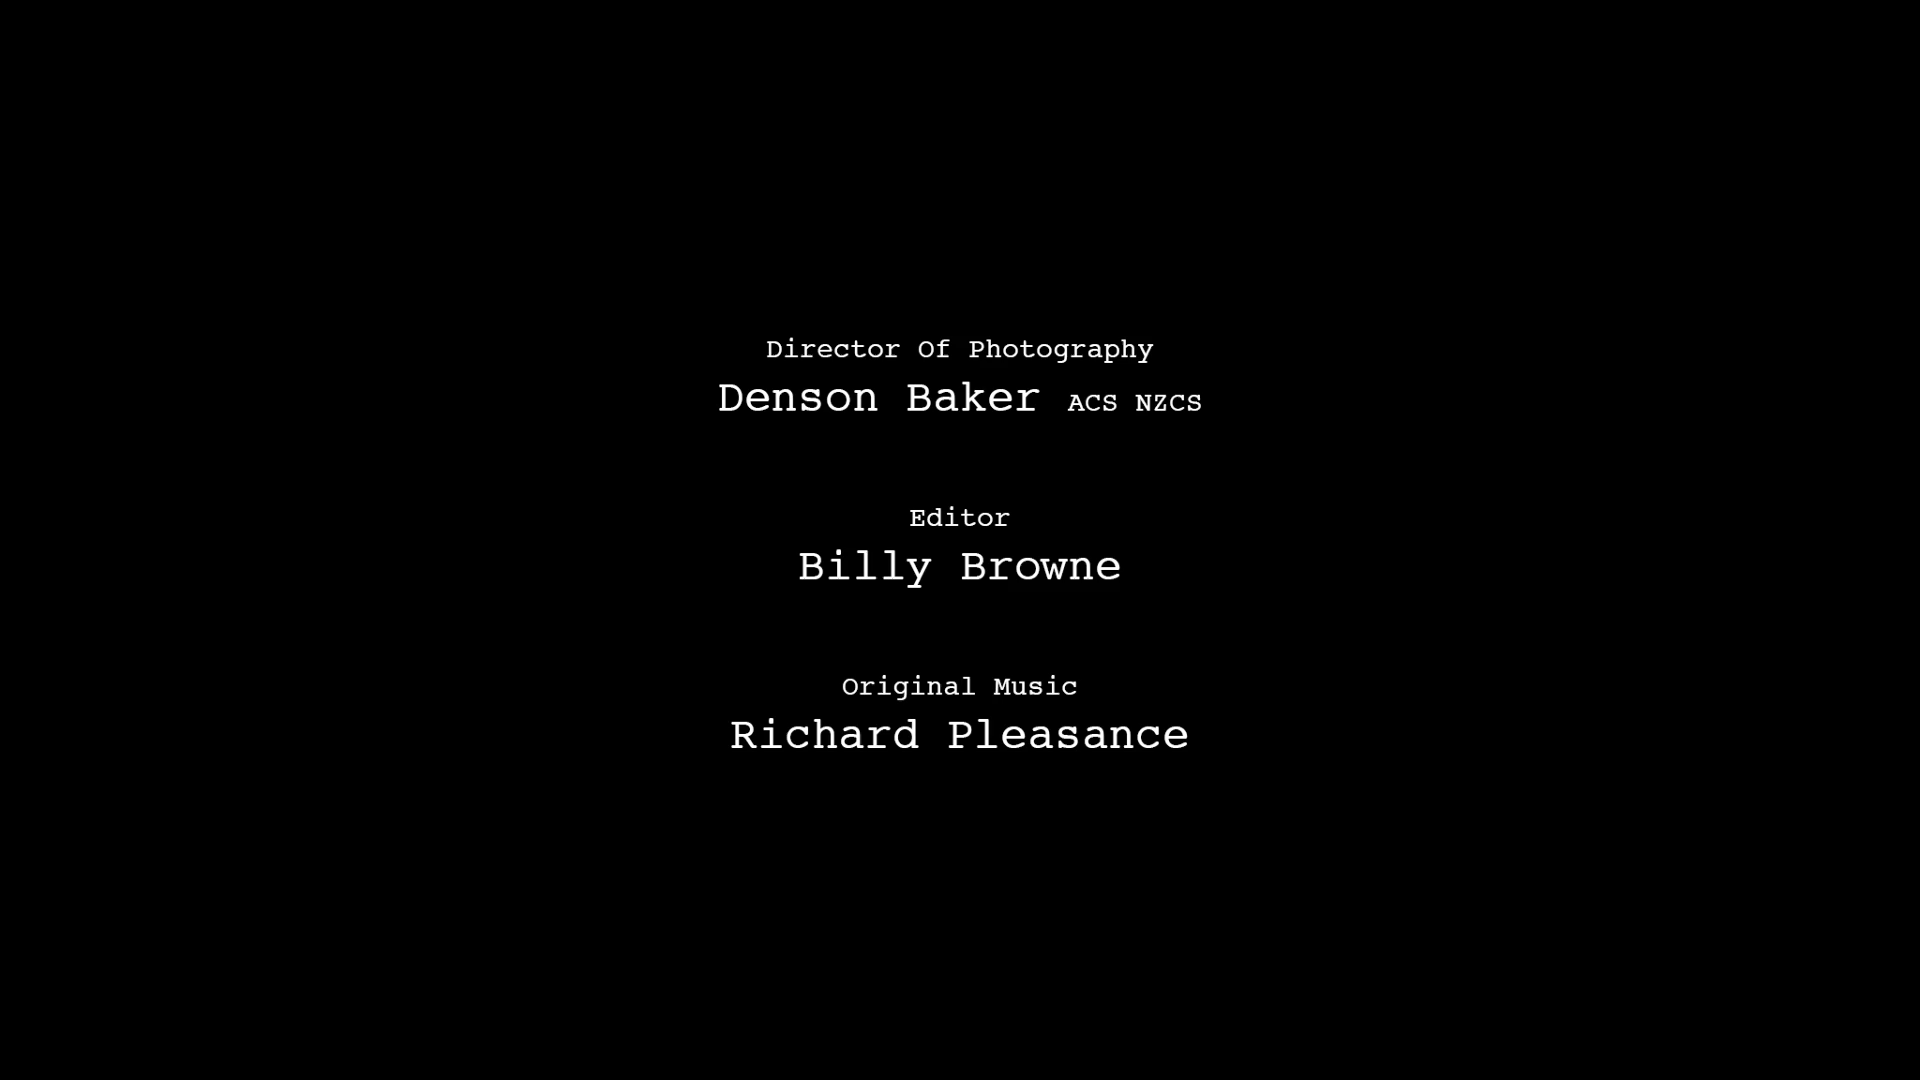 Director Of Photography
Denson Baker ACS NZCS
Editor
Billy Browne
Original Music
Richard Pleasance